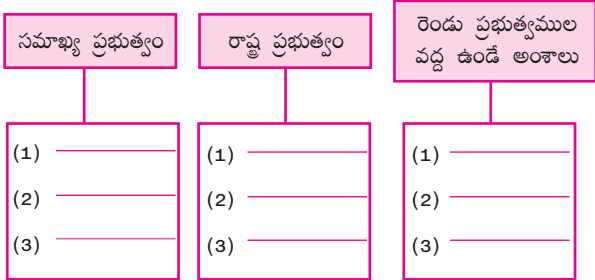 సమాఖ్య ప్రభుత్వం
(1)
(2)
(3)
రాష్ట్ర ప్రభుత్వం
(1)
(2)
(3)
రెండు ప్రభుత్వముల
వద్ద ఉండే అంశాలు
(1)
(2)
(3)